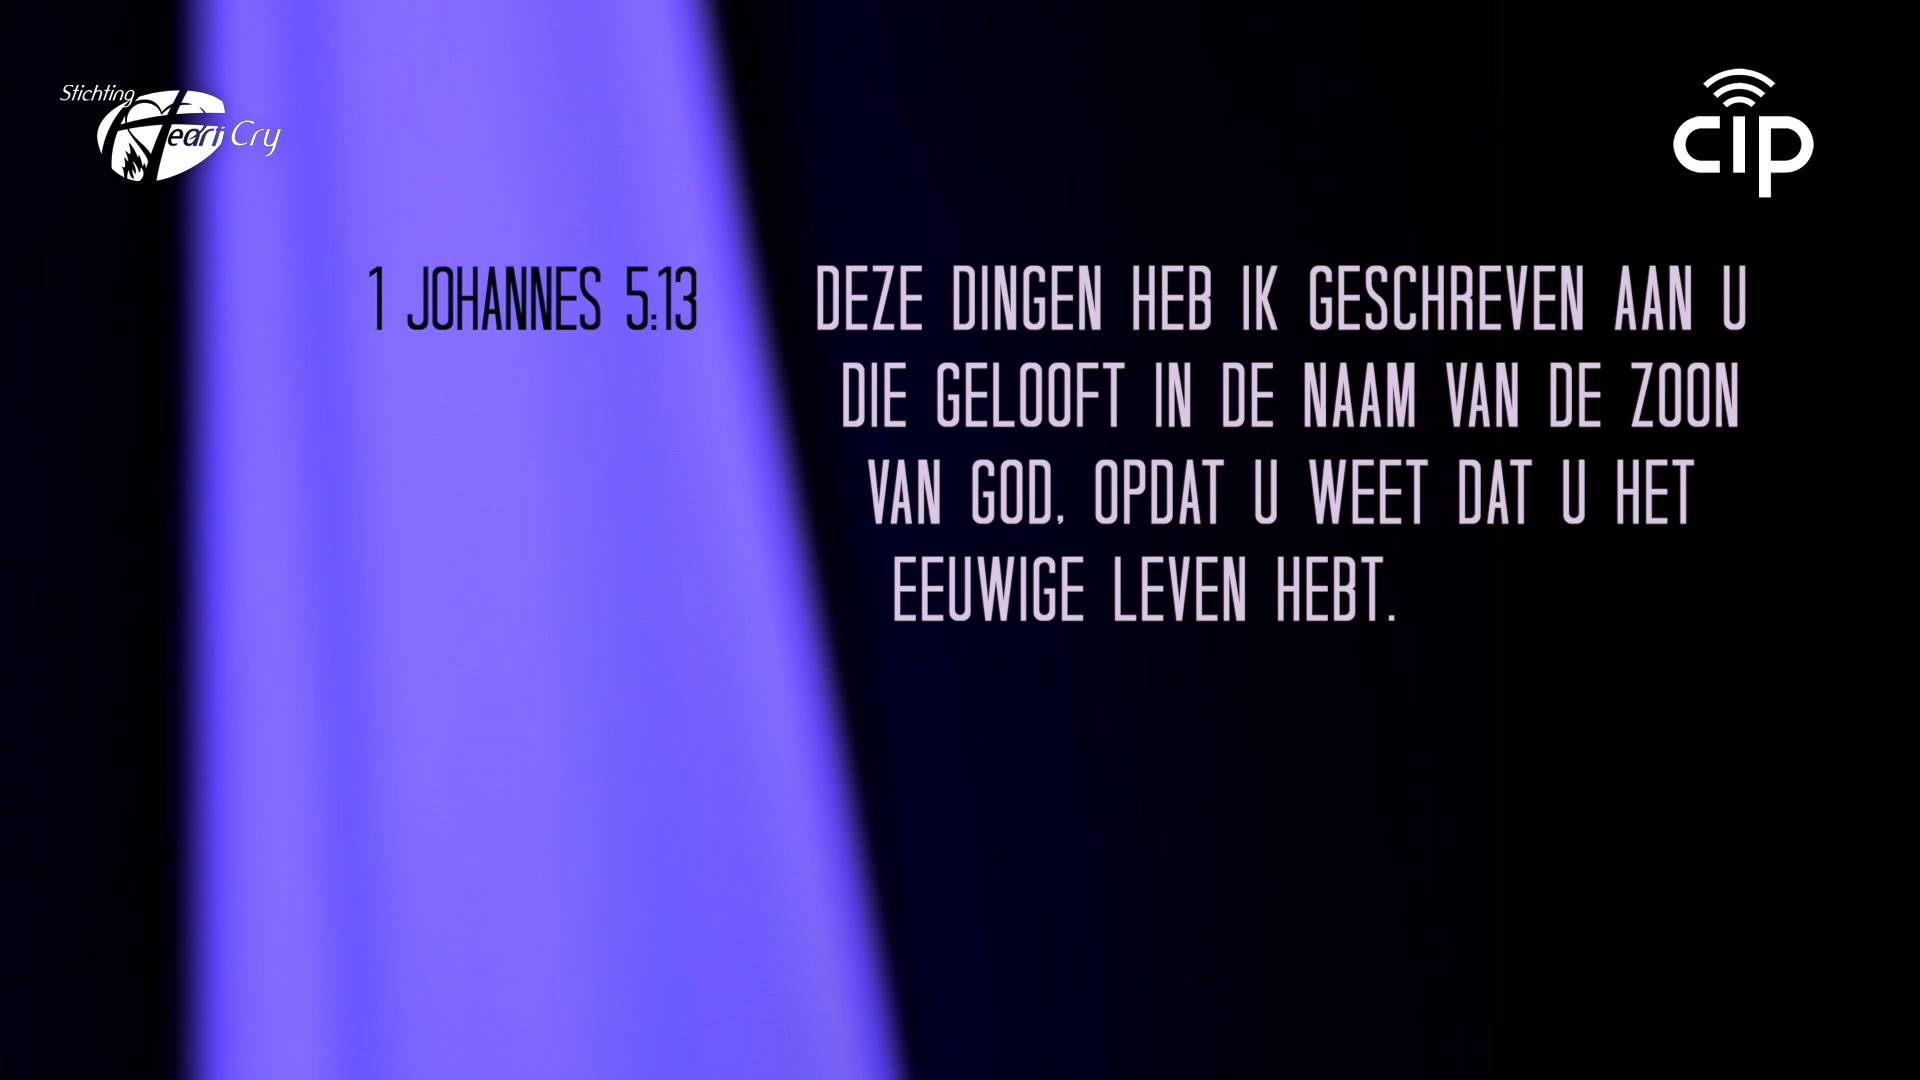 Stichting
Heart Cry
cip
1 JOHANNES 5:13
DEZE DINGEN HEB IK GESCHREVEN AAN U
DIE GELOOFT IN DE NAAM VAN DE ZOON
VAN GOD, OPDAT U WEET DAT U HET
EEUWIGE LEVEN HEBT.